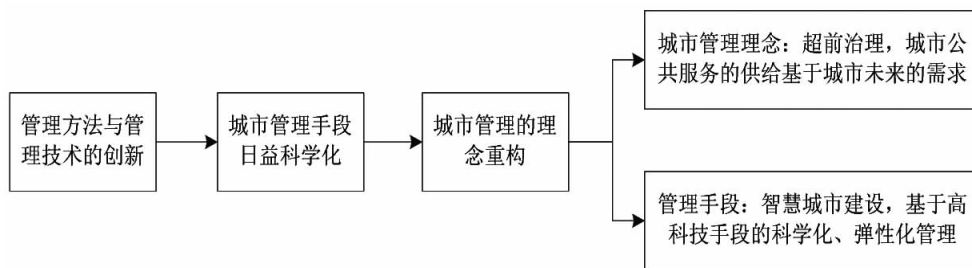 管理方法与管
理技术的创新
城市管理手段
日益科学化
城市管理的理
念重构
城市管理理念：超前治理，城市公
共服务的供给基于城市未来的需求
管理手段：智慧城市建设，基于高
科技手段的科学化、弹性化管理